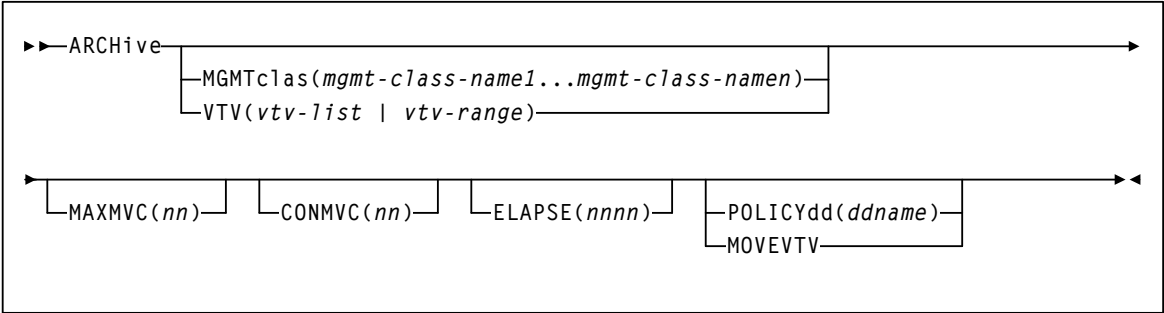 ARCHive
MGMTclas(mgmt-class-name1...mgmt-class-namen)
VTV(vtv-list | vtv-range)
MAXMVC(nn) CONMVC(nn) ELAPSE(nnnn) POLICYdd(ddname)
MOVEVTV